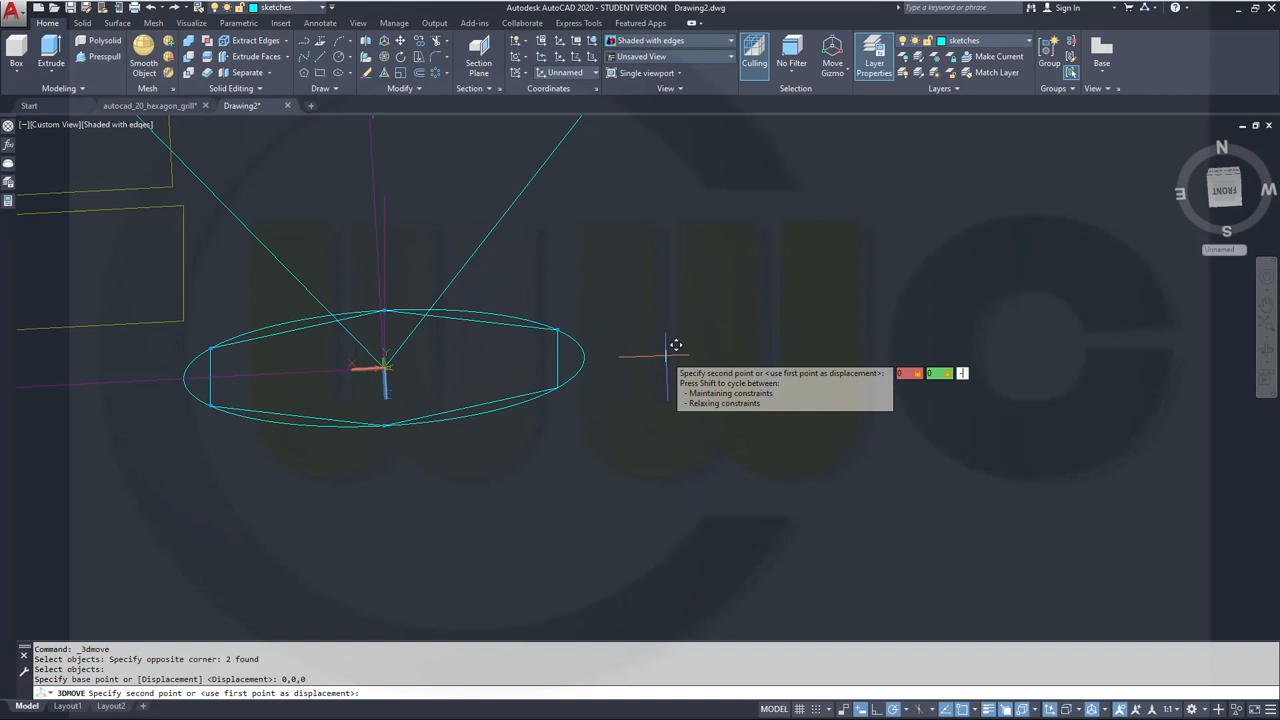 sketches
Autodesk AutoCAD 2020 - STUDENT VERSION Drawing2.dwg
Type a keyword or phrase
Sign In
Home Solid Surface Mesh Visualize Parametric Insert Annotate View Manage Output Add-ins Collaborate Express Tools Featured Apps
Box
Extrude
Polysolid
Presspull
Smooth
Object
Extract Edges
Extrude Faces
Separate
Section
Plane
Unnamed
Shaded with edges
Unsaved View
Single viewport
Culling
No Filter
Move
Gizmo
Layer
Properties
sketches
Make Current
Match Layer
Group
Base
Modeling Mesh Solid Editing Draw Modify Section Coordinates View Selection Layers Groups View
Start autocad_20_hexagon_grill* Drawing2*
[−][Custom View][Shaded with edges]
N
E
FRONT
W
S
Unnamed
X
Y
Z
Specify second point or <use first point as displacement>: 0 0 -
Press Shift to cycle between:
- Maintaining constraints
- Relaxing constraints
Command: _3dmove
Select objects: Specify opposite corner: 2 found
Select objects:
Specify base point or [Displacement] <Displacement>: 0,0,0
3DMOVE Specify second point or <use first point as displacement>:
Model Layout1 Layout2 +
MODEL
1:1